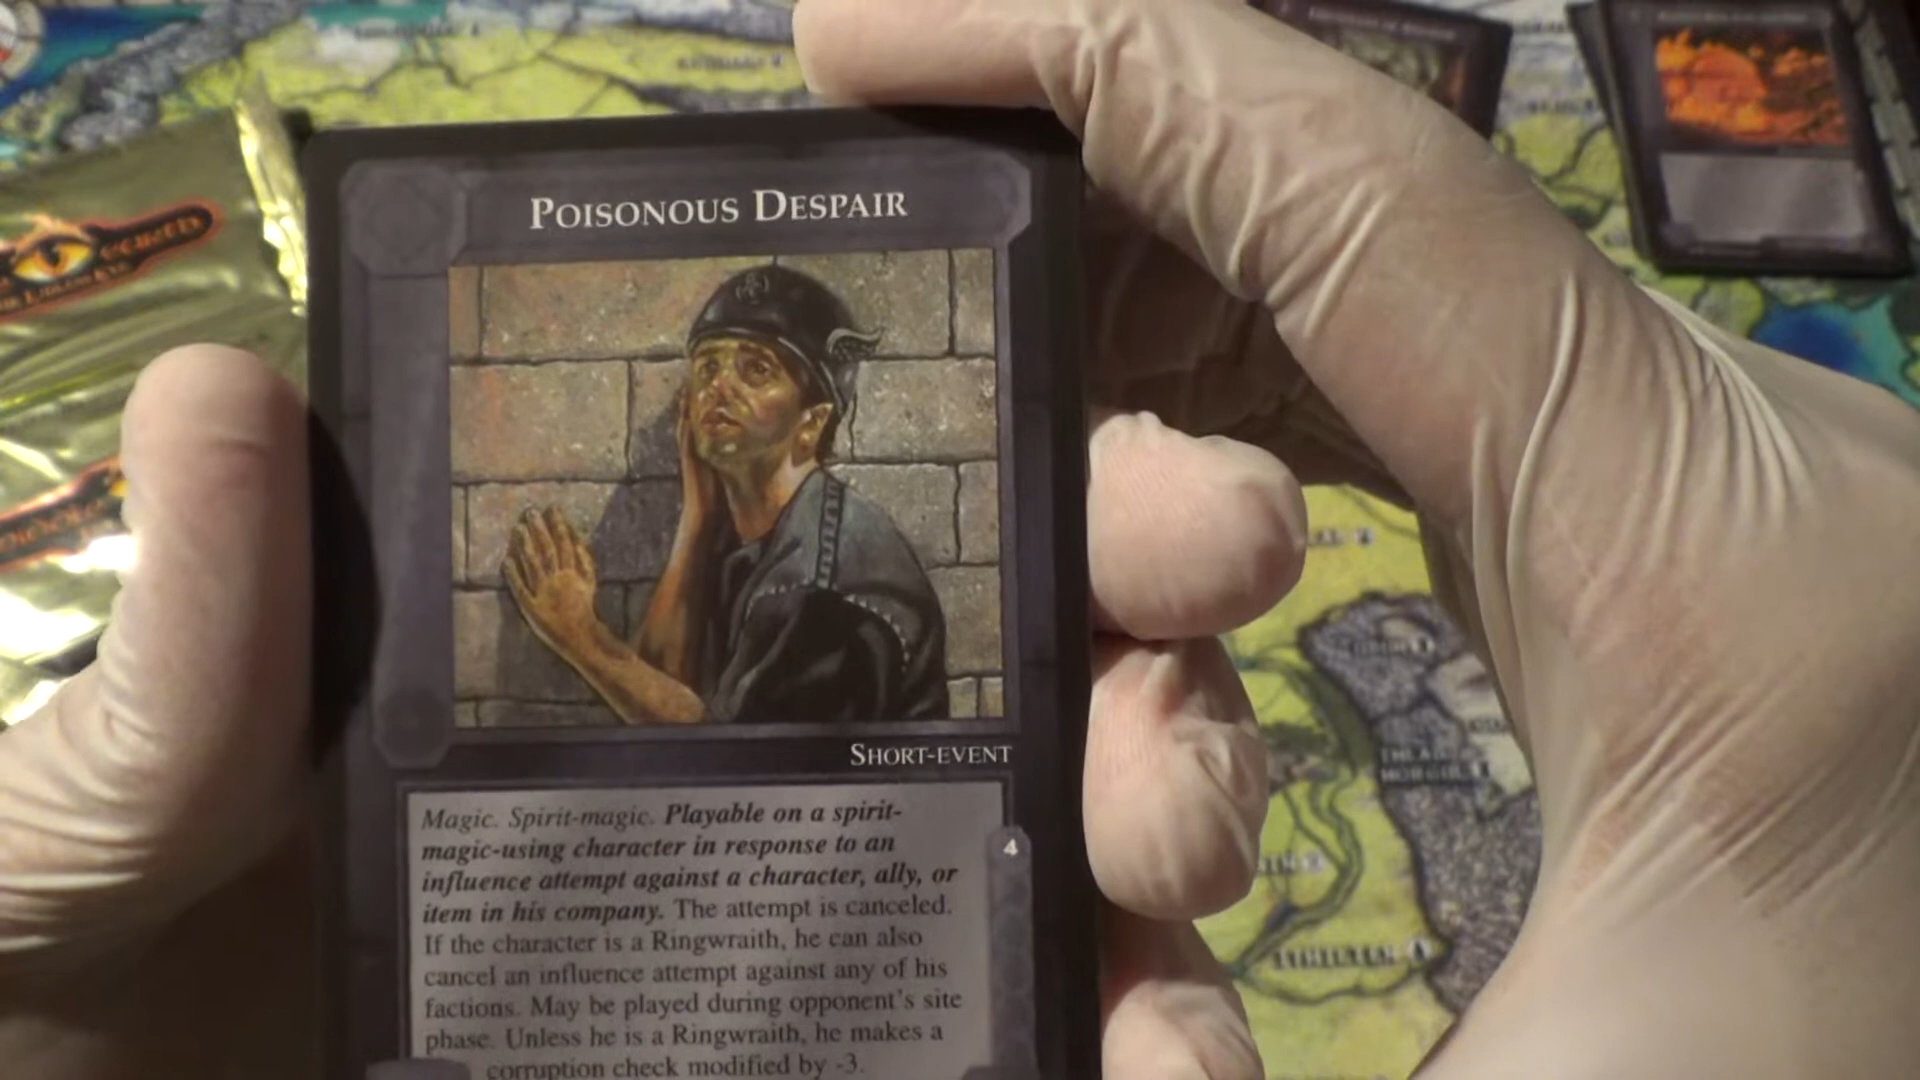 POISONOUS DESPAIR
SHORT-EVENT
Magic. Spirit-magic. Playable on a spirit-
magic-using character in response to an
influence attempt against a character, ally, or
item in his company. The attempt is canceled.
If the character is a Ringwraith, he can also
cancel an influence attempt against any of his
factions. May be played during opponent's site
phase. Unless he is a Ringwraith, he makes a
corruption check modified by -3.
4